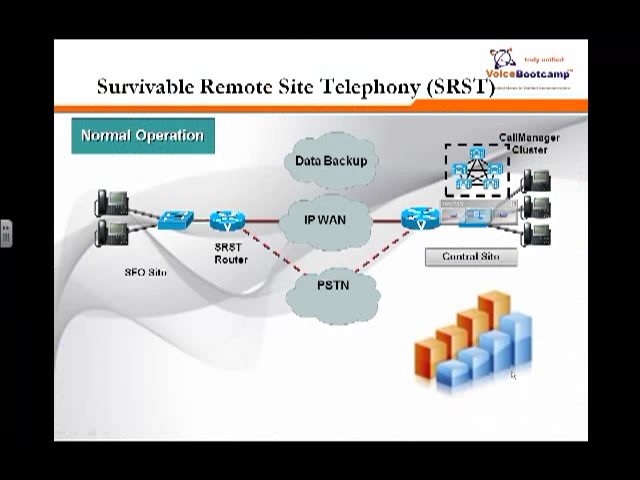 truly unified
VoiceBootcamp
Survivable Remote Site Telephony (SRST)
Normal Operation
CallManager
Cluster
Data Backup
IP WAN
SRST
Router
SFO Site
Central Site
PSTN